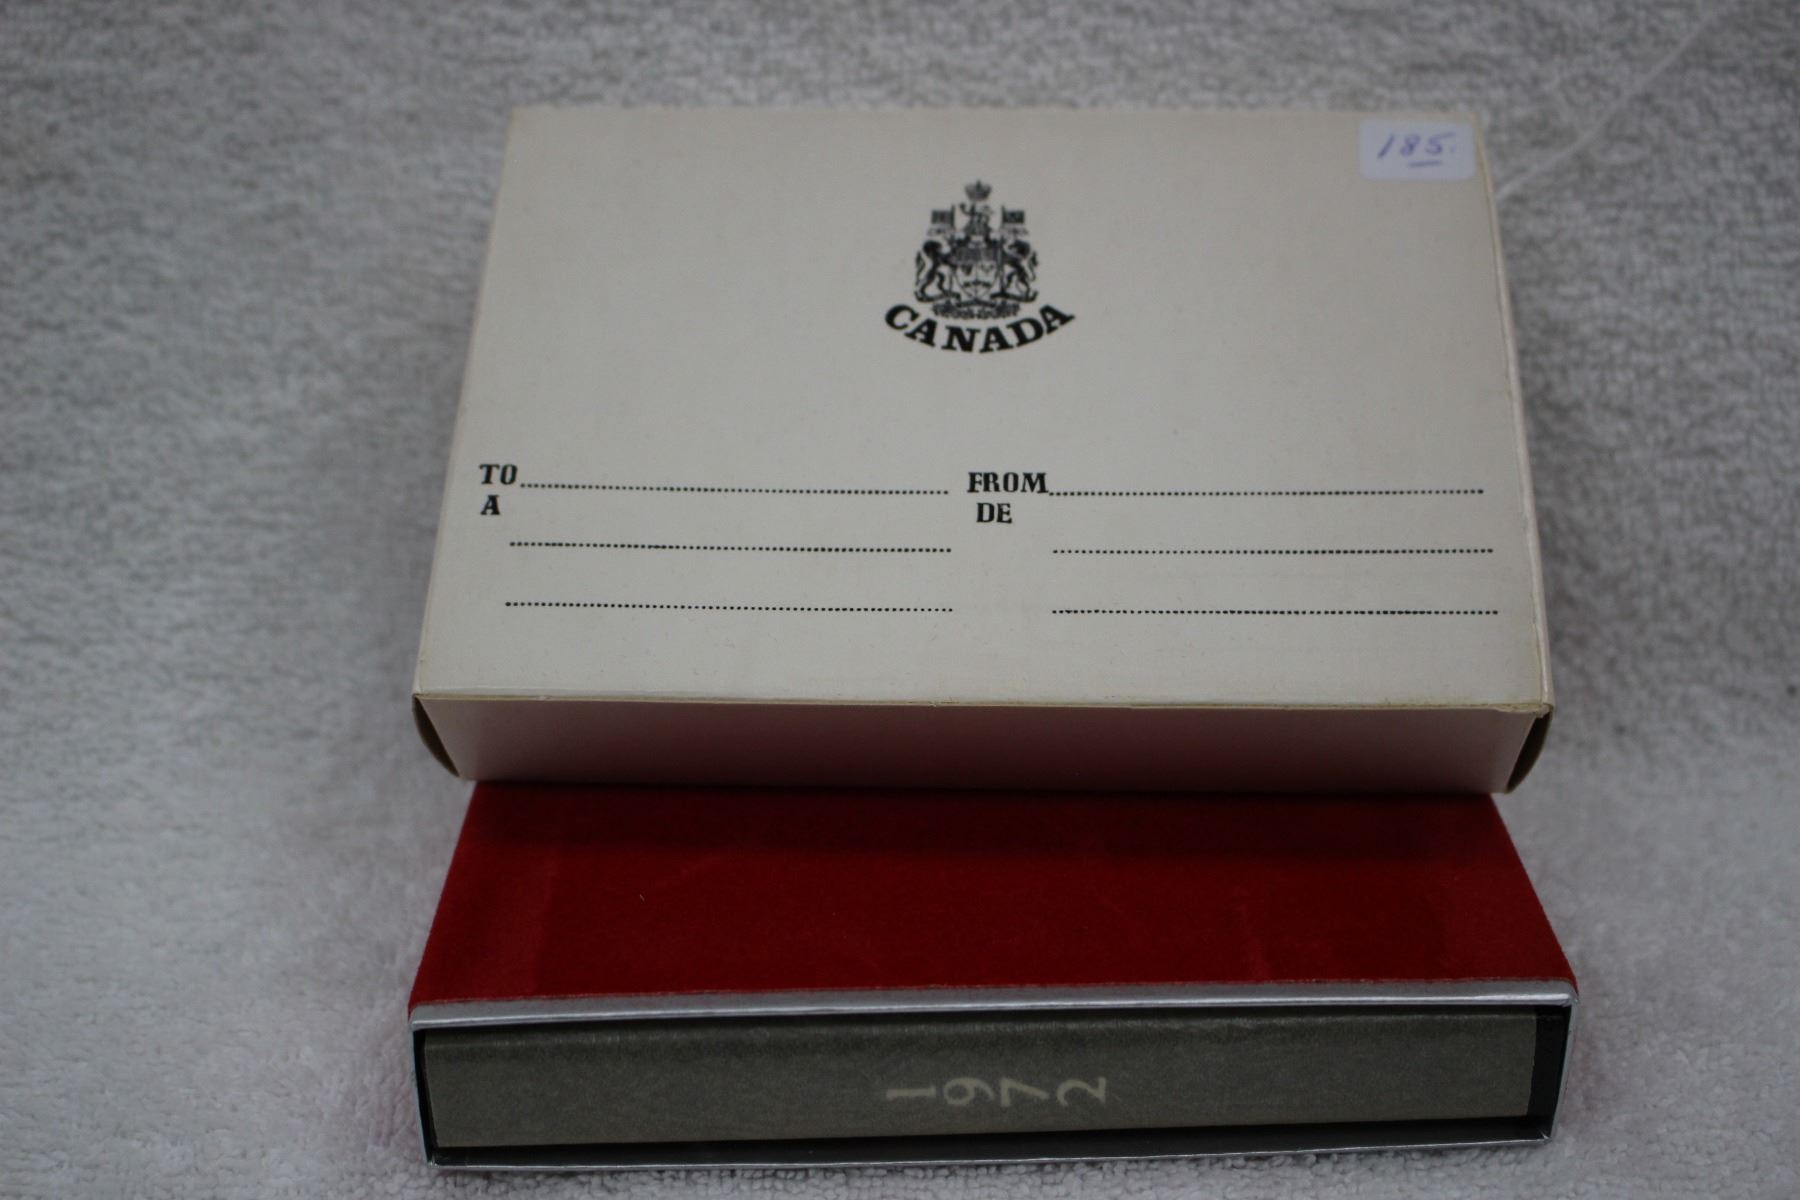 185.
CANADA
TO FROM
A DE
1972